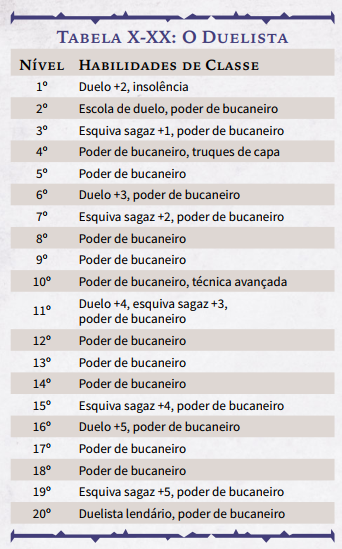 Tabela X-XX: O Duelista
Nível Habilidades de Classe
1º Duelo +2, insolência
2º Escola de duelo, poder de bucaneiro
3º Esquiva sagaz +1, poder de bucaneiro
4º Poder de bucaneiro, truques de capa
5º Poder de bucaneiro
6º Duelo +3, poder de bucaneiro
7º Esquiva sagaz +2, poder de bucaneiro
8º Poder de bucaneiro
9º Poder de bucaneiro
10º Poder de bucaneiro, técnica avançada
11º Duelo +4, esquiva sagaz +3,
poder de bucaneiro
12º Poder de bucaneiro
13º Poder de bucaneiro
14º Poder de bucaneiro
15º Esquiva sagaz +4, poder de bucaneiro
16º Duelo +5, poder de bucaneiro
17º Poder de bucaneiro
18º Poder de bucaneiro
19º Esquiva sagaz +5, poder de bucaneiro
20º Duelista lendário, poder de bucaneiro